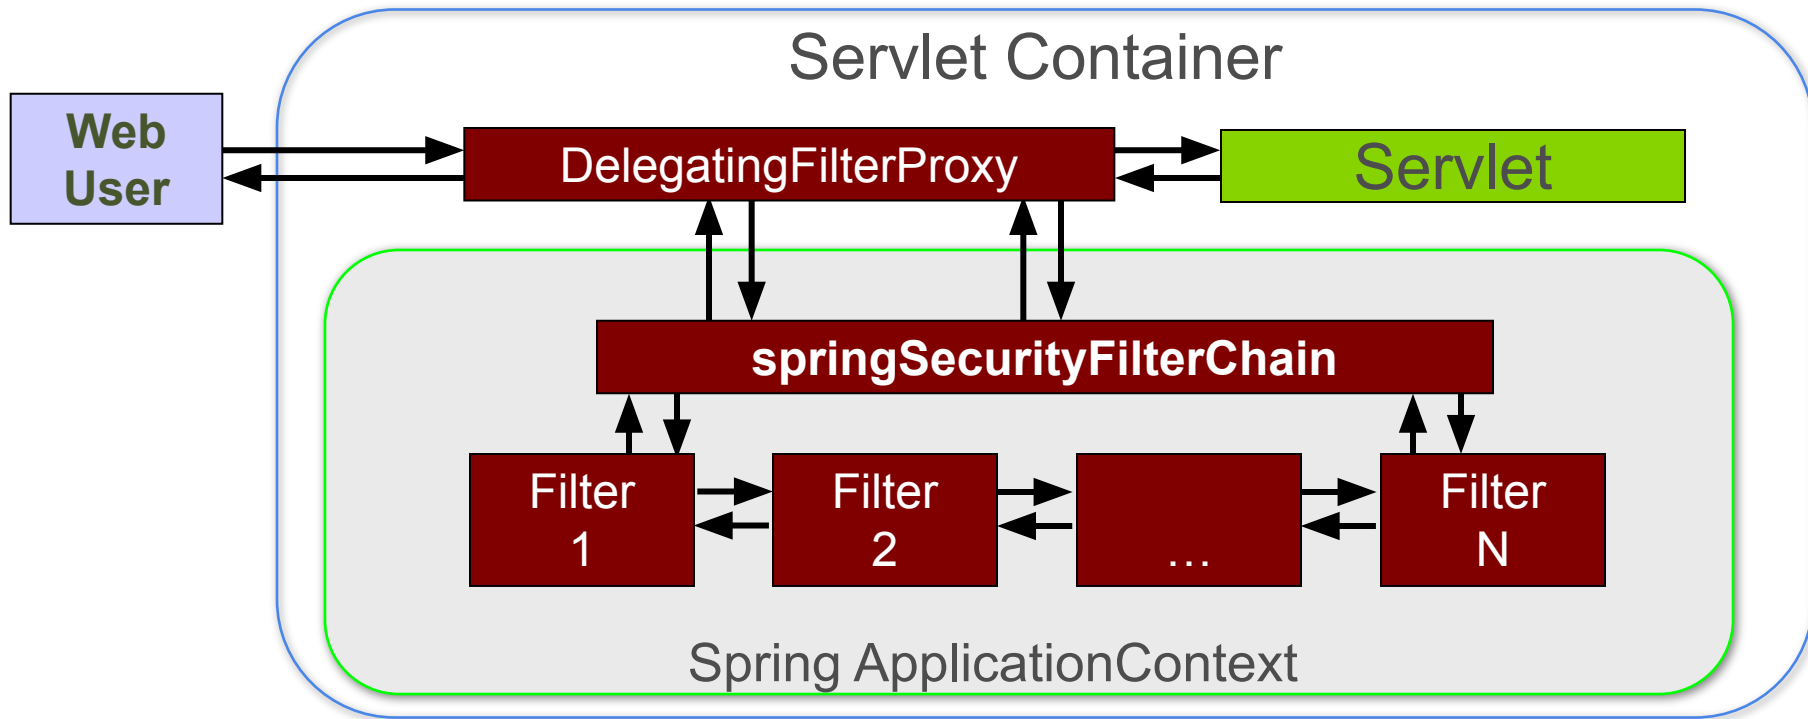 Servlet Container
Web
User
DelegatingFilterProxy
Servlet
springSecurityFilterChain
Filter
1
Filter
2
...
Filter
N
Spring ApplicationContext